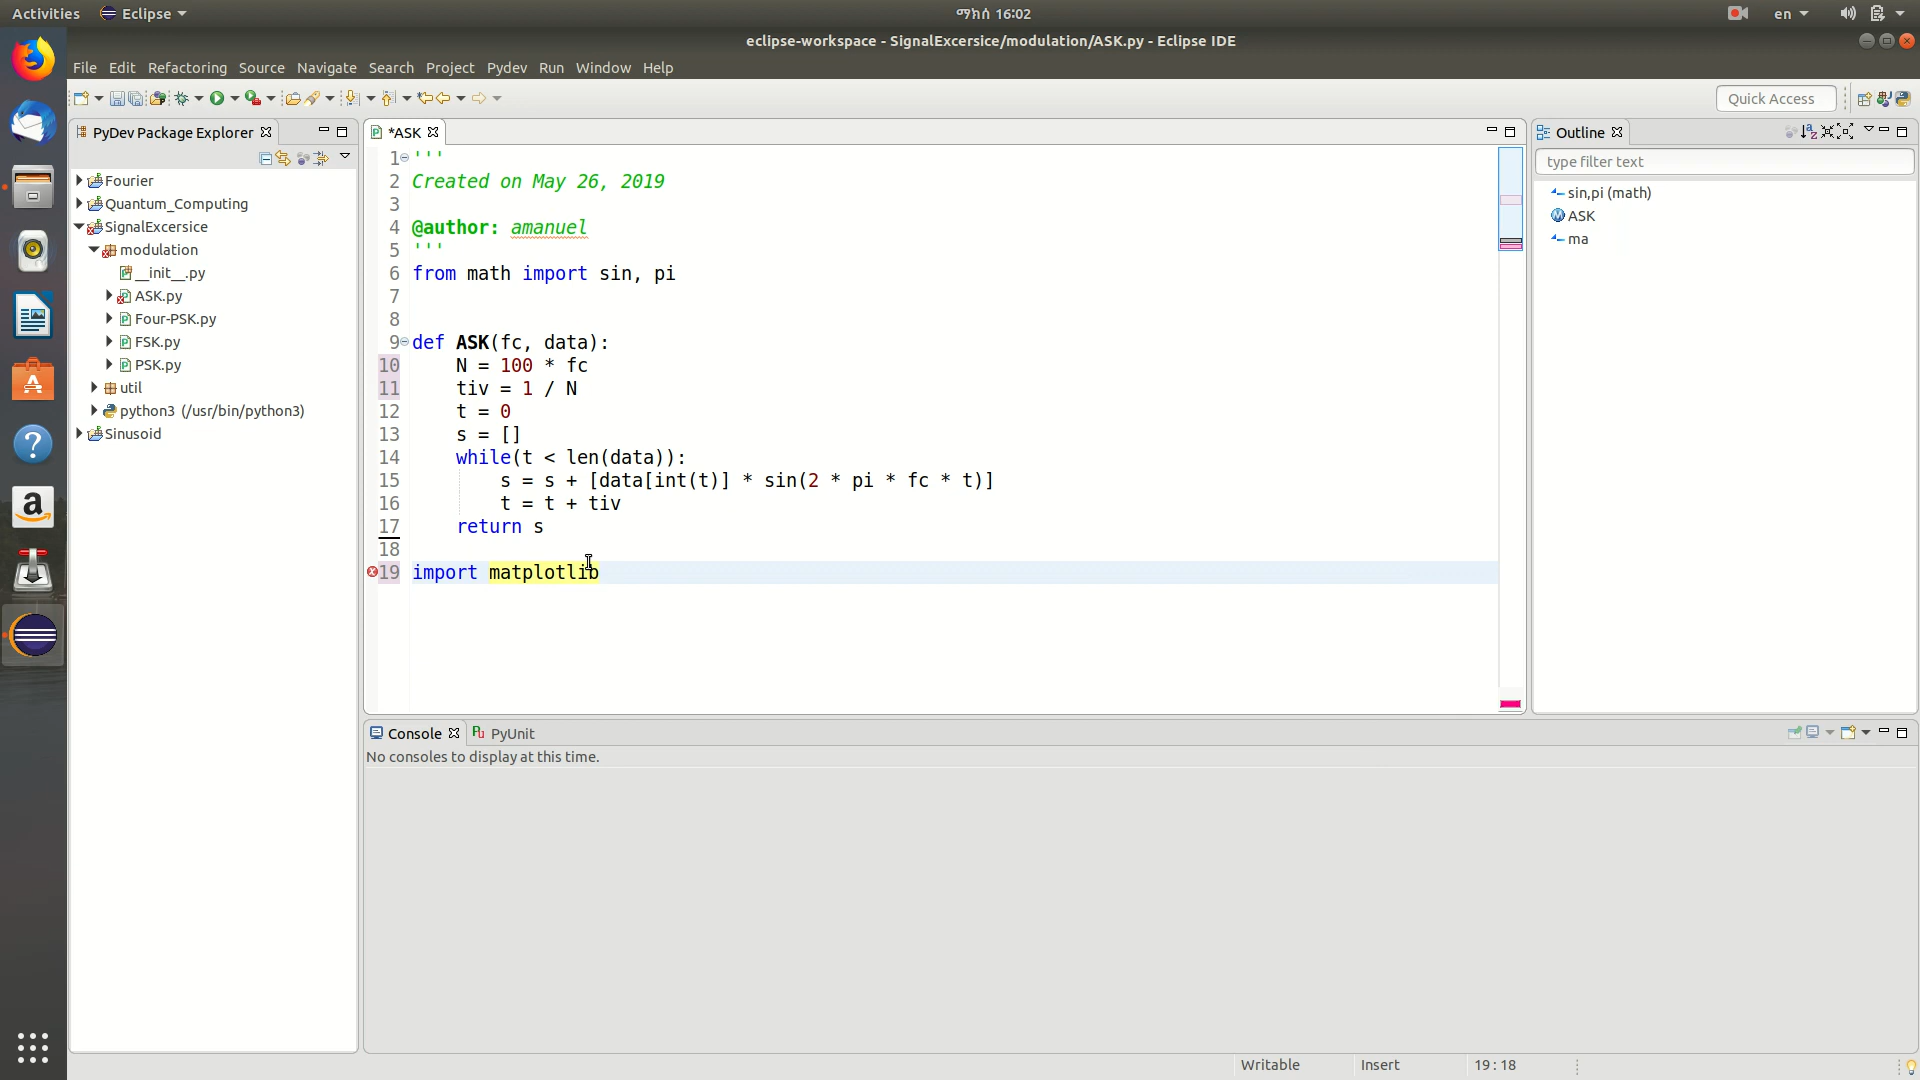 Activities Eclipse ማክሰ 16:02 en
eclipse-workspace - SignalExcersice/modulation/ASK.py - Eclipse IDE
File Edit Refactoring Source Navigate Search Project Pydev Run Window Help
Quick Access
PyDev Package Explorer
*ASK
Outline
type filter text
Fourier
Quantum_Computing
SignalExcersice
modulation
__init__.py
ASK.py
Four-PSK.py
FSK.py
PSK.py
util
python3 (/usr/bin/python3)
Sinusoid
1 '''
2 Created on May 26, 2019
3
4 @author: amanuel
5 '''
6 from math import sin, pi
7
8
9 def ASK(fc, data):
10 N = 100 * fc
11 tiv = 1 / N
12 t = 0
13 s = []
14 while(t < len(data)):
15 s = s + [data[int(t)] * sin(2 * pi * fc * t)]
16 t = t + tiv
17 return s
18
19 import matplotlib
sin,pi (math)
ASK
ma
Console PyUnit
No consoles to display at this time.
Writable Insert 19:18